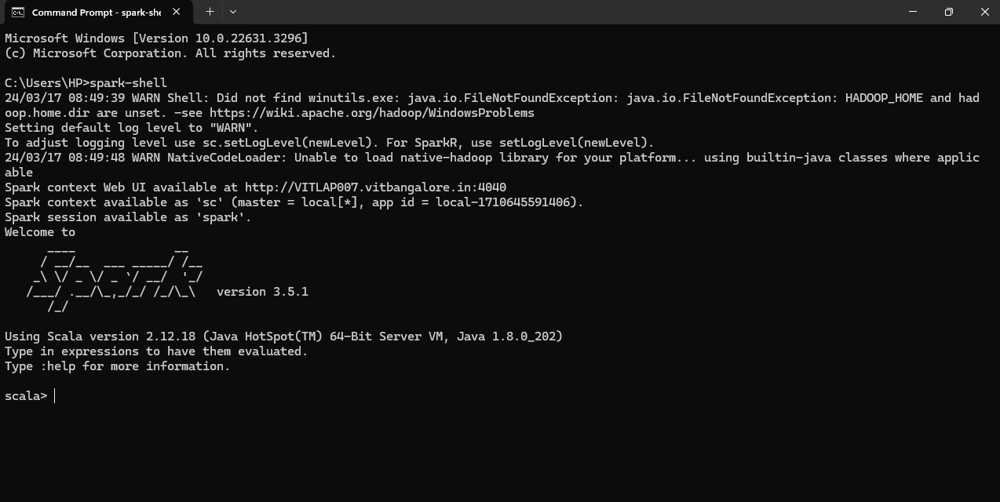 Command Prompt - spark-she
Microsoft Windows [Version 10.0.22631.3296]
(c) Microsoft Corporation. All rights reserved.
C:\Users\HP>spark-shell
24/03/17 08:49:39 WARN Shell: Did not find winutils.exe: java.io.FileNotFoundException: java.io.FileNotFoundException: HADOOP_HOME and had
oop.home.dir are unset. -see https://wiki.apache.org/hadoop/WindowsProblems
Setting default log level to "WARN".
To adjust logging level use sc.setLogLevel(newLevel). For SparkR, use setLogLevel(newLevel).
24/03/17 08:49:48 WARN NativeCodeLoader: Unable to load native-hadoop library for your platform... using builtin-java classes where applic
able
Spark context Web UI available at http://VITLAP007.vitbangalore.in:4040
Spark context available as 'sc' (master = local[*], app id = local-1710645591406).
Spark session available as 'spark'.
Welcome to
      ____              __
     / __/__  ___ _____/ /__
    _\ \/ _ \/ _ `/ __/  '_/
   /___/ .__/\_,_/_/ /_/\_\   version 3.5.1
      /_/
Using Scala version 2.12.18 (Java HotSpot(TM) 64-Bit Server VM, Java 1.8.0_202)
Type in expressions to have them evaluated.
Type :help for more information.
scala>